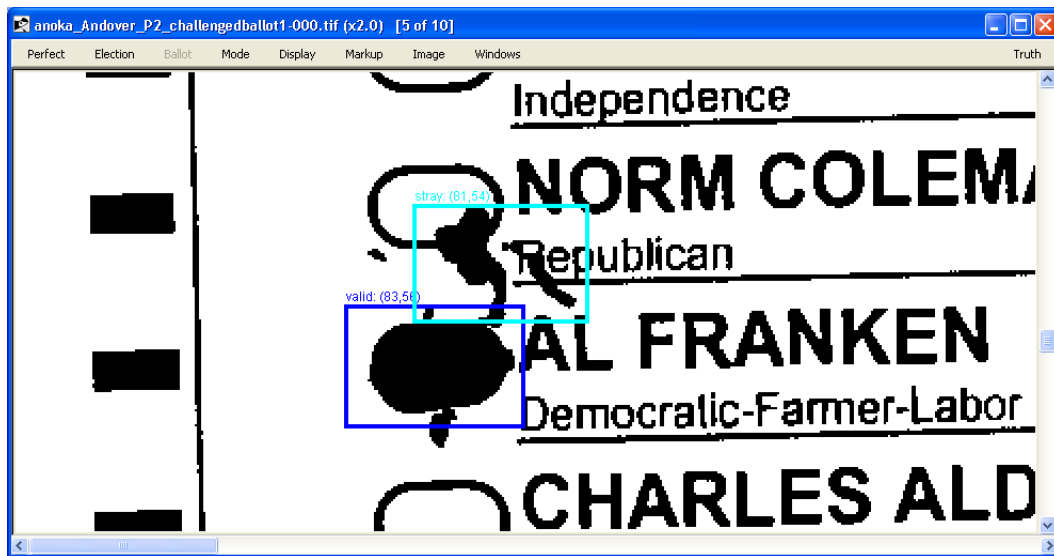 anoka_Andover_P2_challengedballot1-000.tif (x2.0) [5 of 10]
Perfect Election Ballot Mode Display Markup Image Windows Truth
Independence
NORM COLEMA
stray: (81,54)
Republican
valid: (83,56)
AL FRANKEN
Democratic-Farmer-Labor
CHARLES ALD